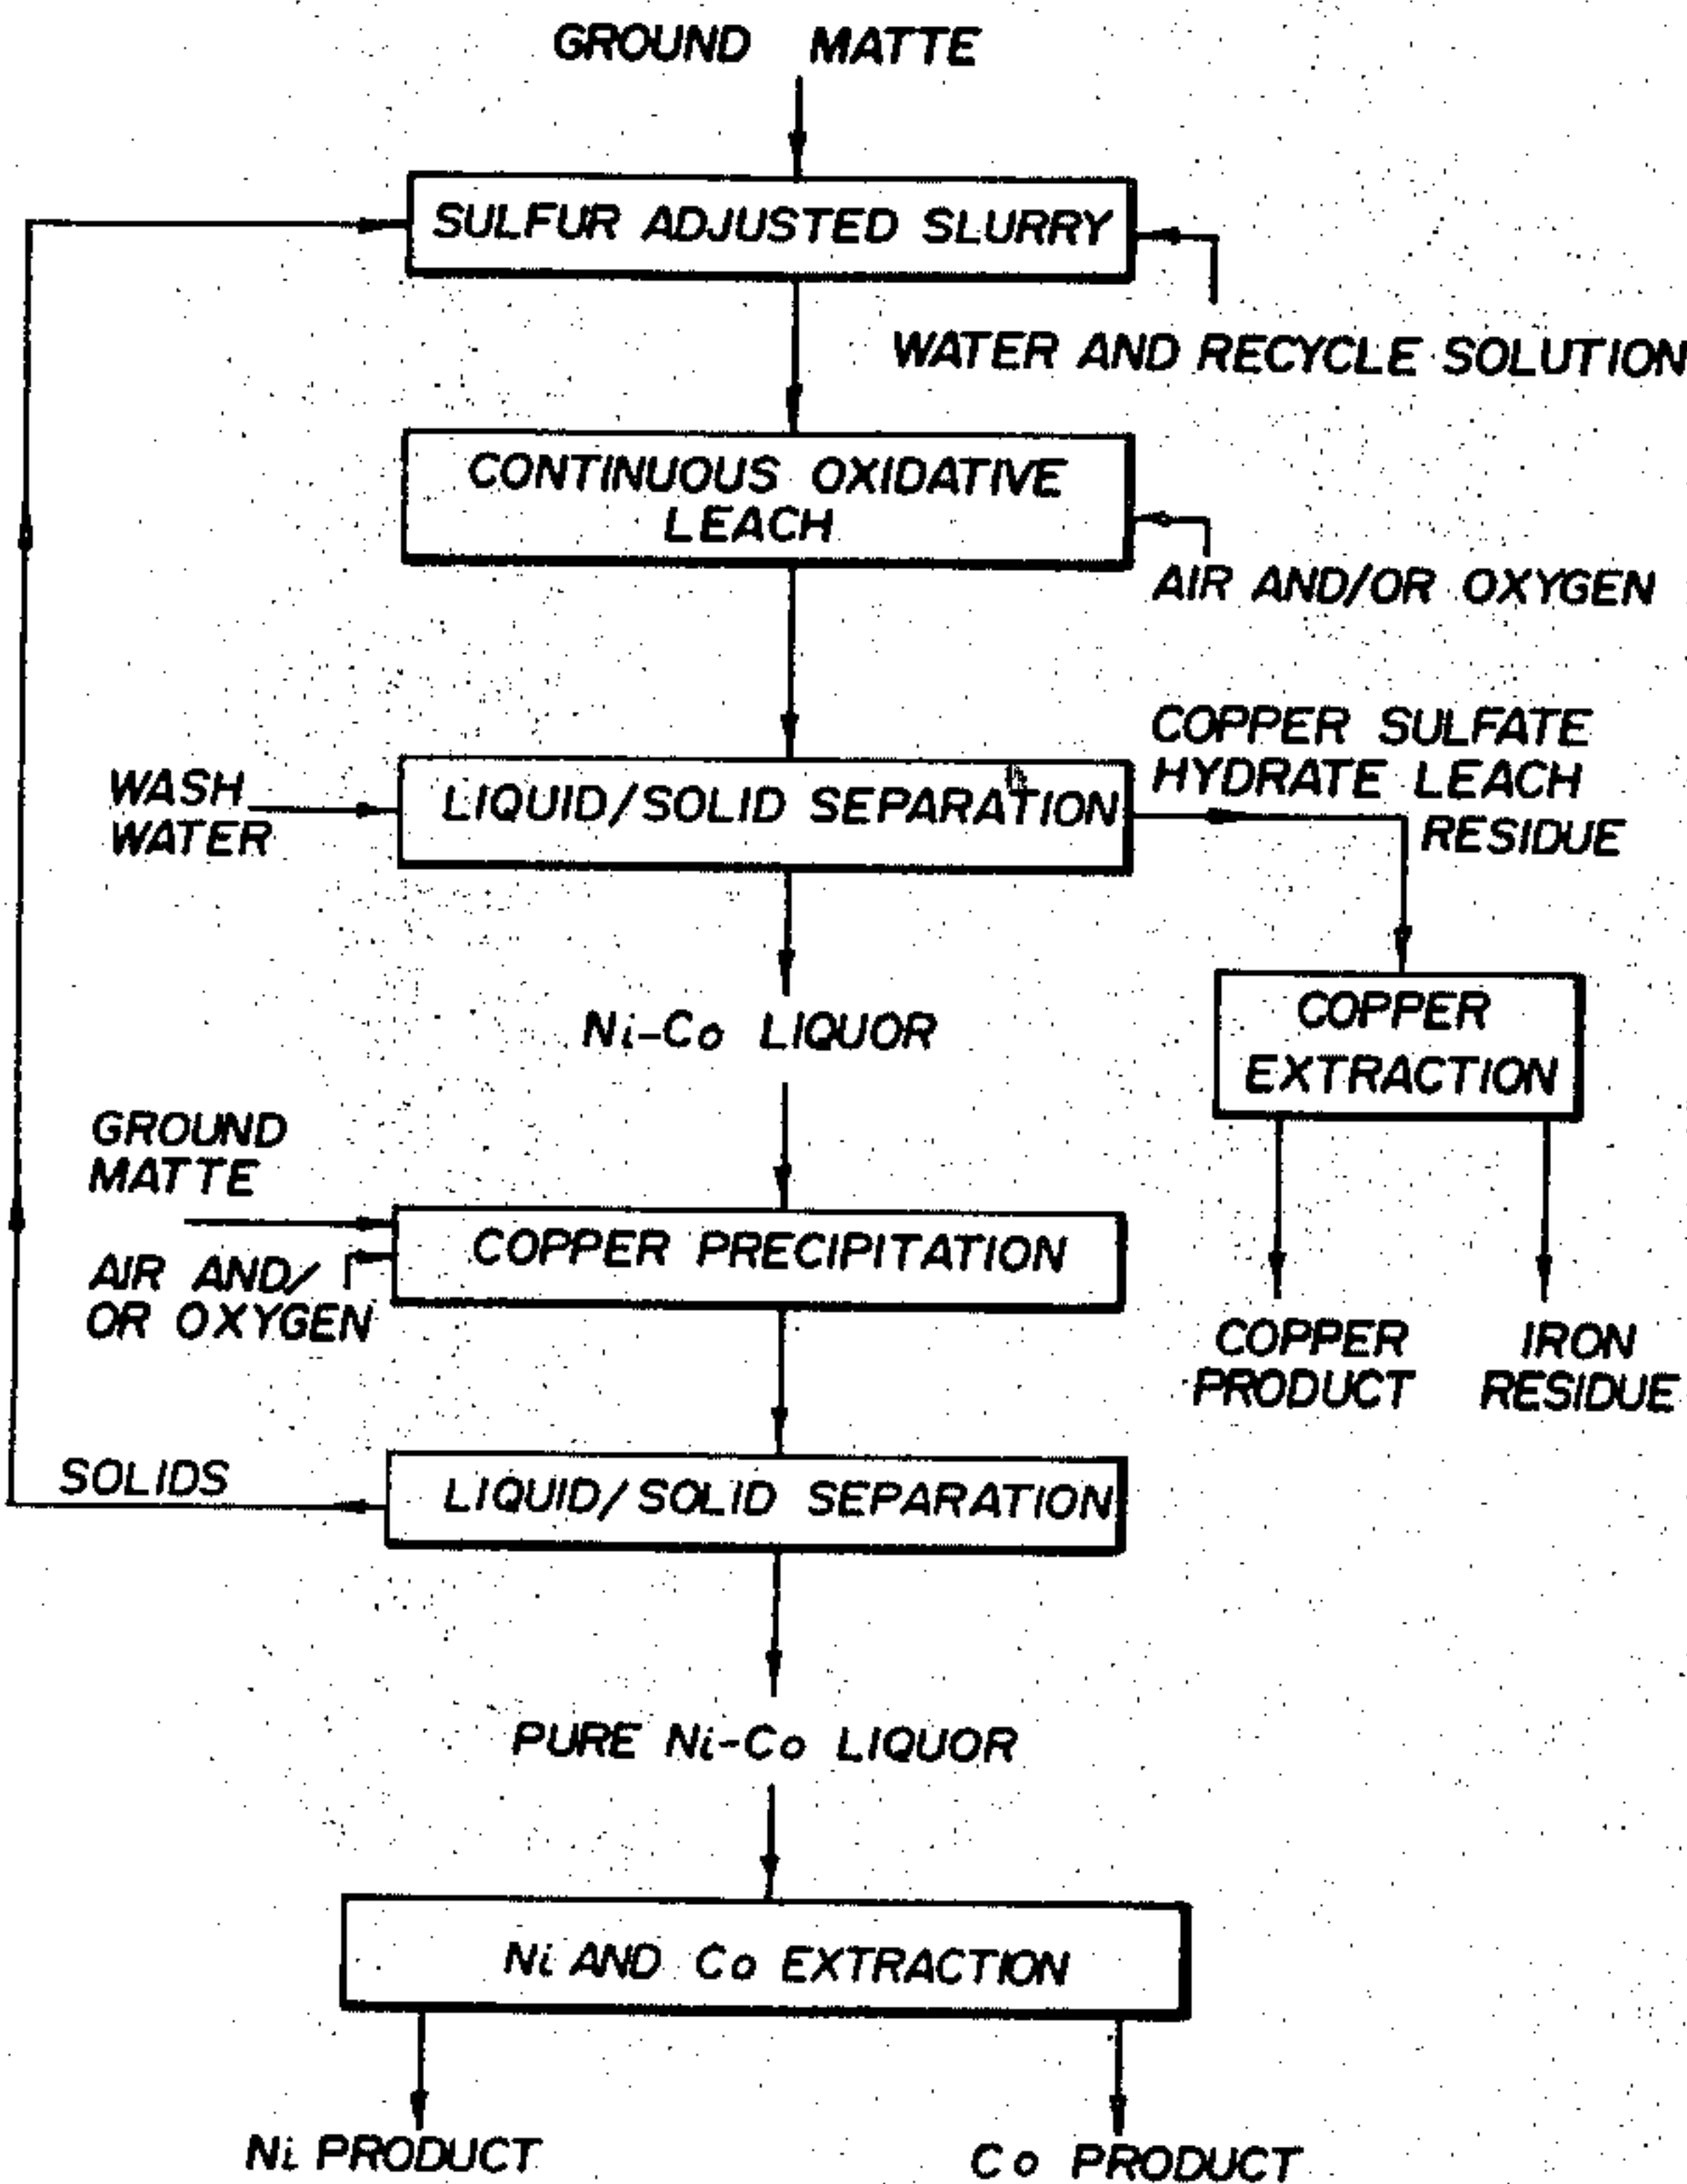 GROUND MATTE
SULFUR ADJUSTED SLURRY
WATER AND RECYCLE SOLUTION
CONTINUOUS OXIDATIVE
LEACH
AIR AND/OR OXYGEN
COPPER SULFATE
HYDRATE LEACH
RESIDUE
WASH
WATER
LIQUID/SOLID SEPARATION
Ni-Co LIQUOR
COPPER
EXTRACTION
GROUND
MATTE
COPPER PRECIPITATION
AIR AND/
OR OXYGEN
COPPER
PRODUCT
IRON
RESIDUE
SOLIDS
LIQUID/SOLID SEPARATION
PURE Ni-Co LIQUOR
Ni AND Co EXTRACTION
Ni PRODUCT
Co PRODUCT